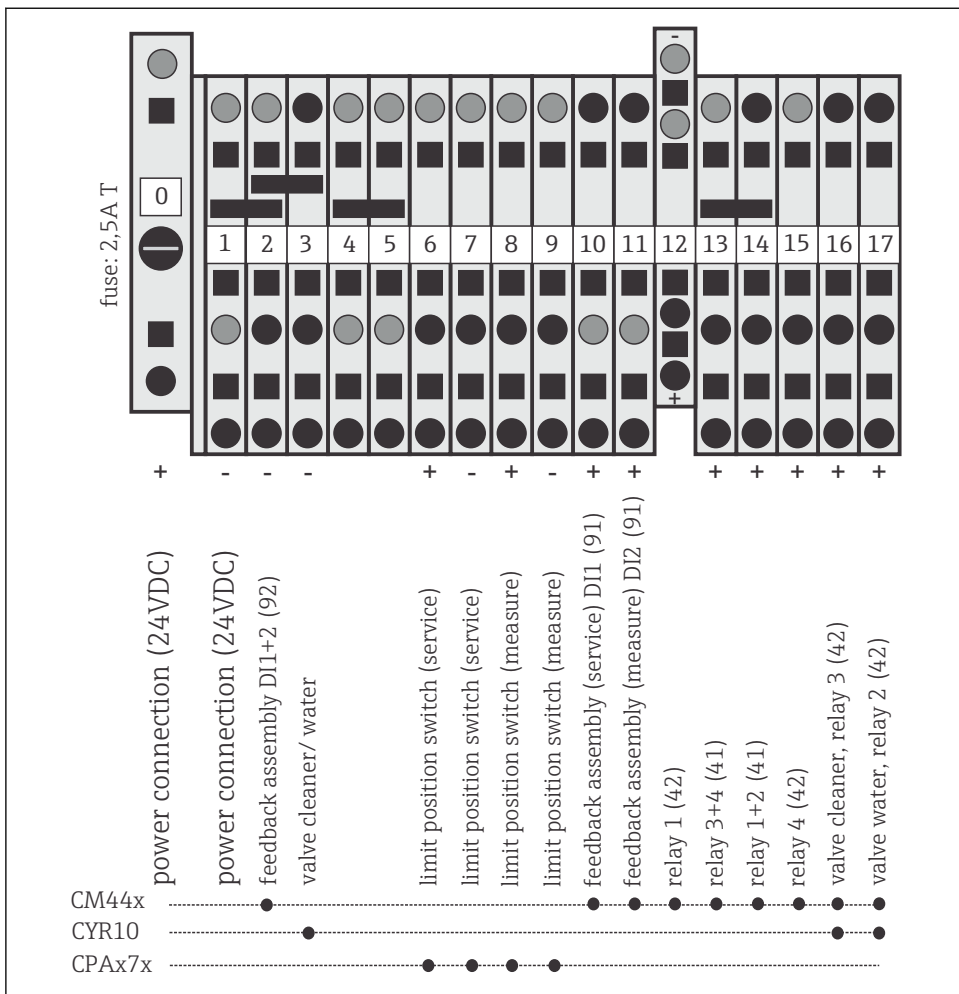 -
fuse: 2,5A T
0
1 2 3 4 5 6 7 8 9 10 11 12 13 14 15 16 17
+
+ - - - + - + - + + + + + + +
power connection (24VDC)
power connection (24VDC)
feedback assembly DI1+2 (92)
valve cleaner/ water
limit position switch (service)
limit position switch (service)
limit position switch (measure)
limit position switch (measure)
feedback assembly (service) DI1 (91)
feedback assembly (measure) DI2 (91)
relay 1 (42)
relay 3+4 (41)
relay 1+2 (41)
relay 4 (42)
valve cleaner, relay 3 (42)
valve water, relay 2 (42)
CM44x
CYR10
CPAx7x